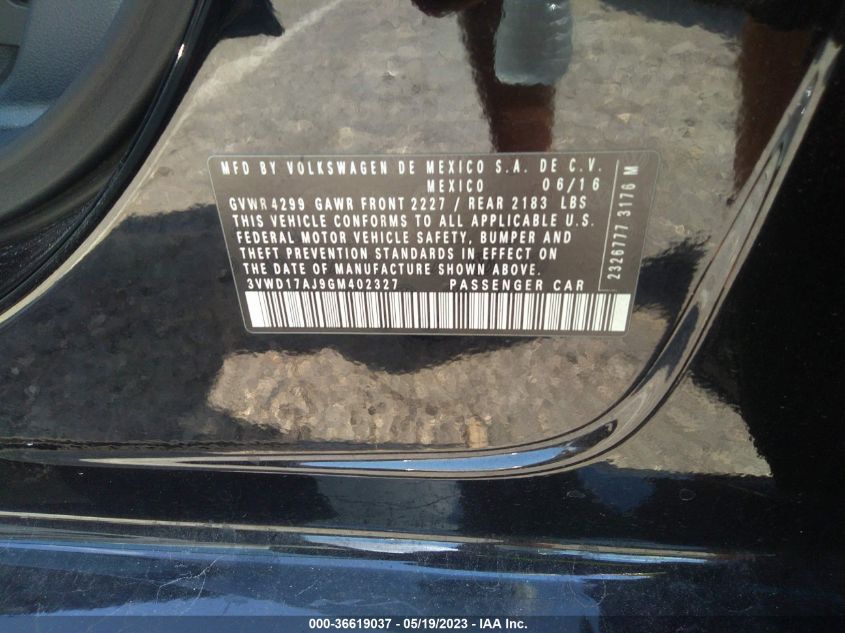 MFD BY VOLKSWAGEN DE MEXICO S.A. DE C.V.
MEXICO 06/16
GVWR 4299 GAWR FRONT 2227 / REAR 2183 LBS
THIS VEHICLE CONFORMS TO ALL APPLICABLE U.S.
FEDERAL MOTOR VEHICLE SAFETY, BUMPER AND
THEFT PREVENTION STANDARDS IN EFFECT ON
THE DATE OF MANUFACTURE SHOWN ABOVE.
3VWD17AJ9GM402327 PASSENGER CAR
2326777 3176 M
000-36619037 - 05/19/2023 - IAA Inc.